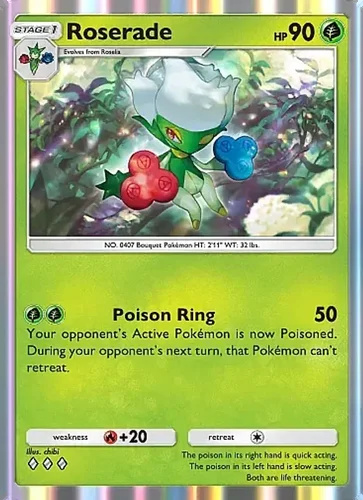 STAGE 1 Roserade HP 90
Evolves from Roselia
NO. 0407 Bouquet Pokémon HT: 2'11" WT: 32 lbs.
Poison Ring 50
Your opponent's Active Pokémon is now Poisoned.
During your opponent's next turn, that Pokémon can't
retreat.
weakness +20 retreat
Illus. chibi
The poison in its right hand is quick acting.
The poison in its left hand is slow acting.
Both are life threatening.